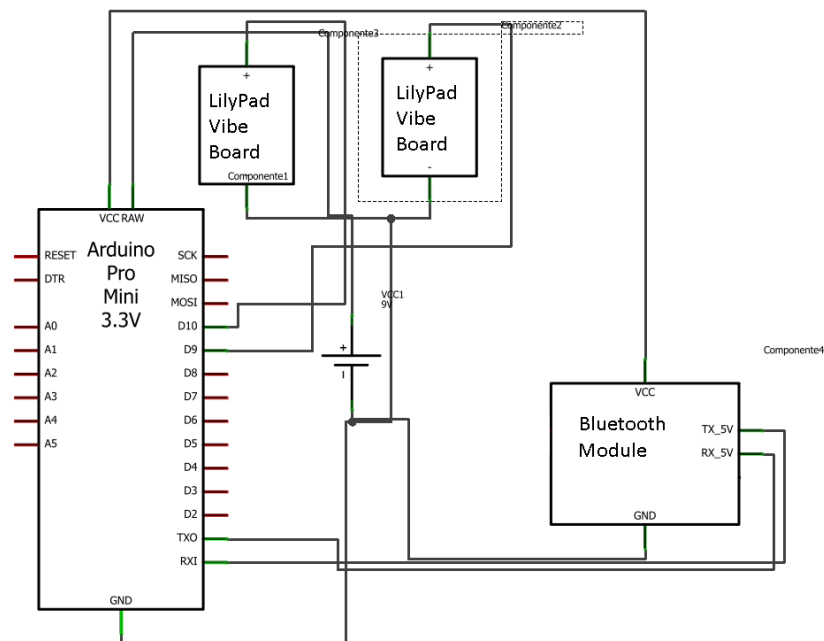 Componente3
Componente2
+
LilyPad
Vibe
Board
Componente1
+
LilyPad
Vibe
Board
-
VCC RAW
Arduino
Pro
Mini
3.3V
RESET
DTR
A0
A1
A2
A3
A4
A5
SCK
MISO
MOSI
D10
D9
D8
D7
D6
D5
D4
D3
D2
TXO
RXI
GND
VCC1
9V
+
-
Componente4
VCC
Bluetooth
Module
TX_5V
RX_5V
GND